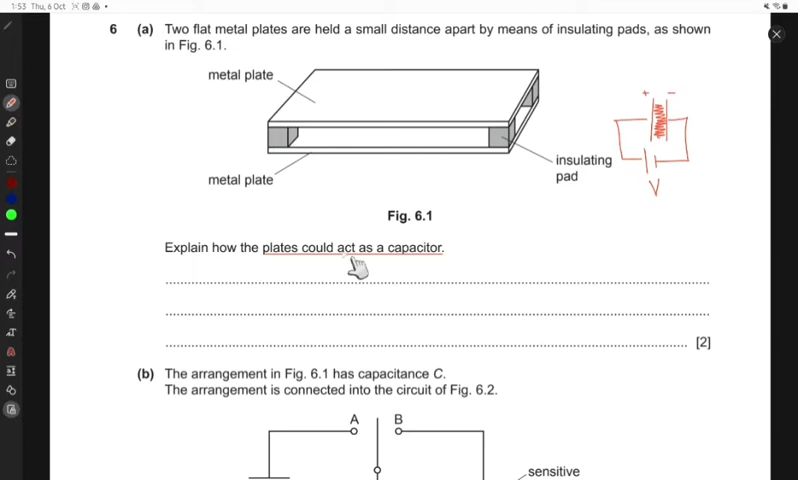 1:53 Thu, 6 Oct
6 (a) Two flat metal plates are held a small distance apart by means of insulating pads, as shown
in Fig. 6.1.
metal plate
+ −
insulating
pad
metal plate
V
Fig. 6.1
Explain how the plates could act as a capacitor.
[2]
(b) The arrangement in Fig. 6.1 has capacitance C.
The arrangement is connected into the circuit of Fig. 6.2.
A B
sensitive